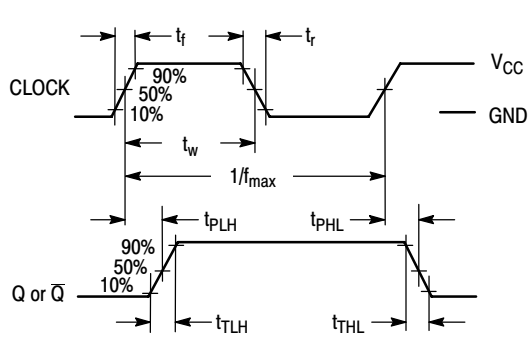 t_f
t_r
90%
V_CC
CLOCK
50%
10%
GND
t_w
1/f_max
t_PLH
t_PHL
90%
50%
Q or Q̅
10%
t_TLH
t_THL